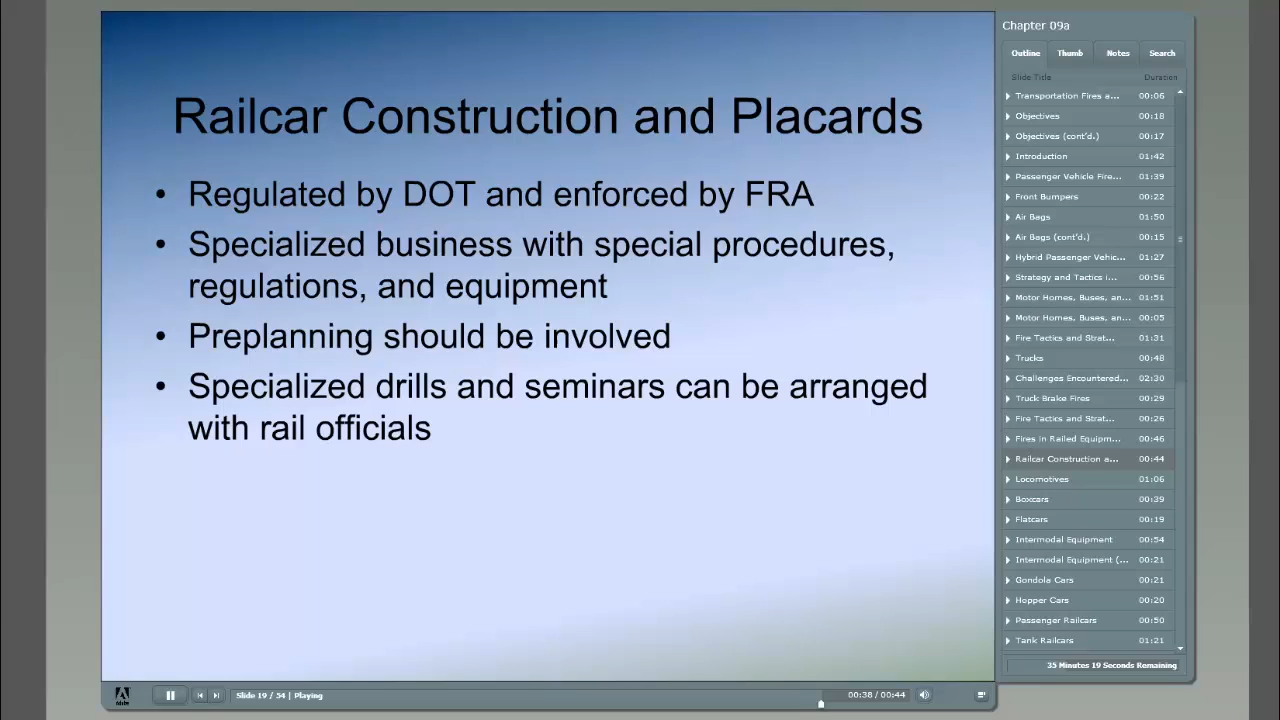 Railcar Construction and Placards
• Regulated by DOT and enforced by FRA
• Specialized business with special procedures,
regulations, and equipment
• Preplanning should be involved
• Specialized drills and seminars can be arranged
with rail officials
Chapter 09a
Outline Thumb Notes Search
Slide Title Duration
Transportation Fires a... 00:06
Objectives 00:18
Objectives (cont'd.) 00:17
Introduction 01:42
Passenger Vehicle Fire... 01:39
Front Bumpers 00:22
Air Bags 01:50
Air Bags (cont'd.) 00:15
Hybrid Passenger Vehic... 01:27
Strategy and Tactics i... 00:56
Motor Homes, Buses, an... 01:51
Motor Homes, Buses, an... 00:05
Fire Tactics and Strat... 01:31
Trucks 00:48
Challenges Encountered... 02:30
Truck Brake Fires 00:29
Fire Tactics and Strat... 00:26
Fires in Railed Equipm... 00:46
Railcar Construction a... 00:44
Locomotives 01:06
Boxcars 00:39
Flatcars 00:19
Intermodal Equipment 00:54
Intermodal Equipment (... 00:21
Gondola Cars 00:21
Hopper Cars 00:20
Passenger Railcars 00:50
Tank Railcars 01:21
35 Minutes 19 Seconds Remaining
Adobe
Slide 19 / 54 | Playing
00:38 / 00:44